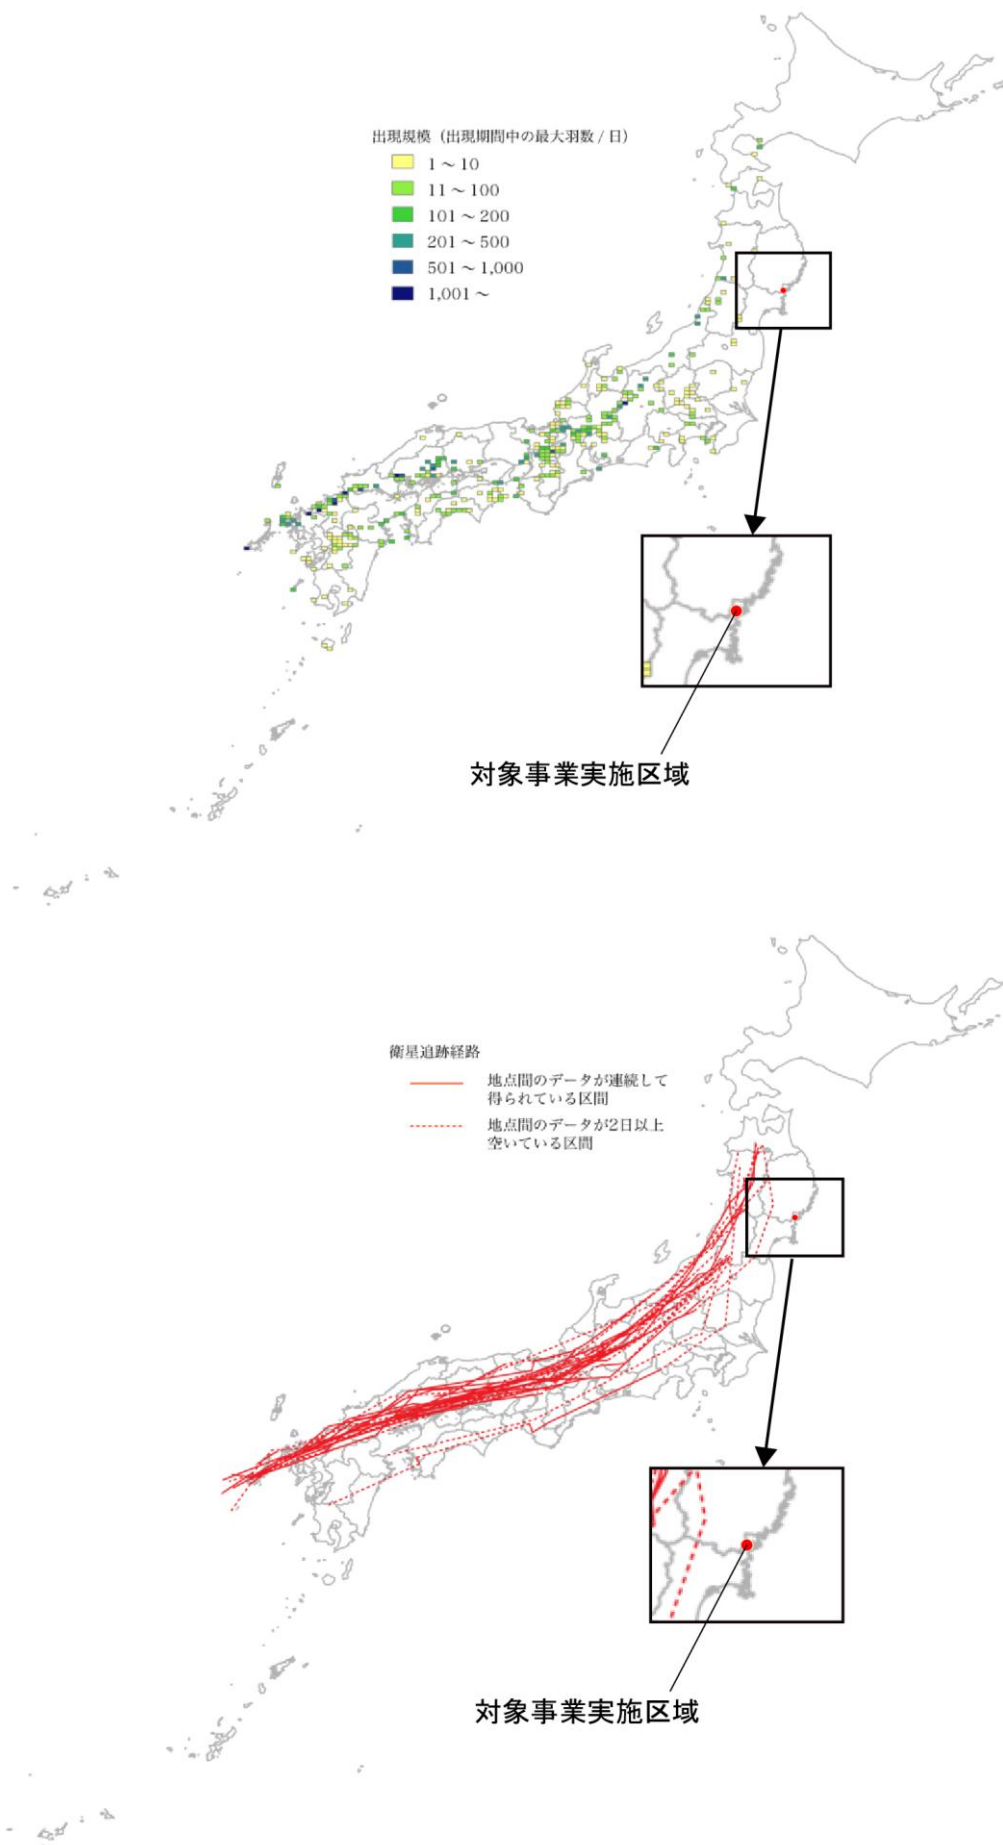 出現規模（出現期間中の最大羽数 / 日）
1 ～ 10
11 ～ 100
101 ～ 200
201 ～ 500
501 ～ 1,000
1,001 ～
対象事業実施区域
衛星追跡経路
地点間のデータが連続して
得られている区間
地点間のデータが2日以上
空いている区間
対象事業実施区域